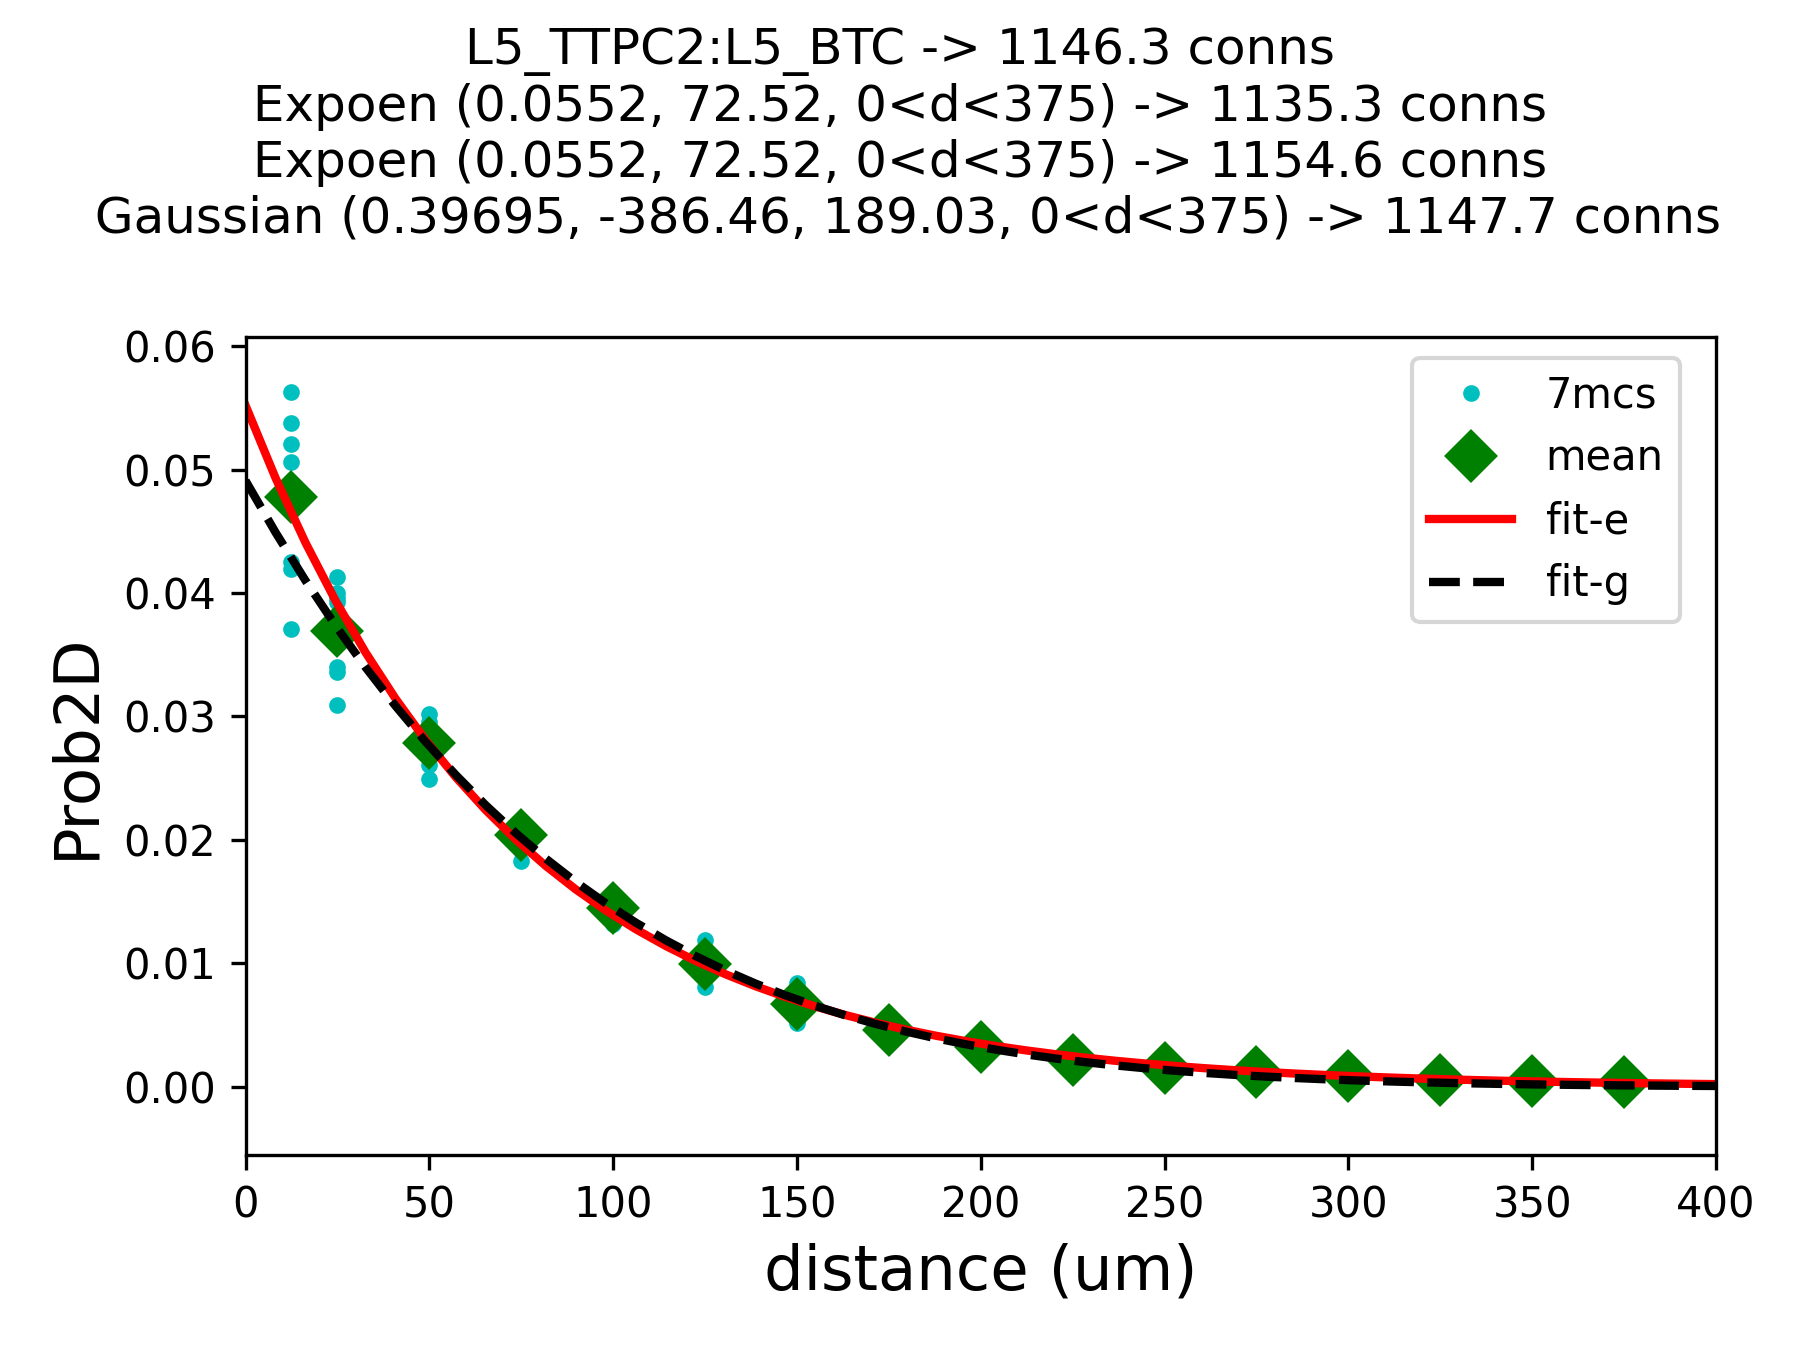 L5_TTPC2:L5_BTC -> 1146.3 conns
Expoen (0.0552, 72.52, 0<d<375) -> 1135.3 conns
Expoen (0.0552, 72.52, 0<d<375) -> 1154.6 conns
Gaussian (0.39695, -386.46, 189.03, 0<d<375) -> 1147.7 conns
0.06
0.05
0.04
0.03
0.02
0.01
0.00
Prob2D
7mcs
mean
fit-e
fit-g
0 50 100 150 200 250 300 350 400
distance (um)